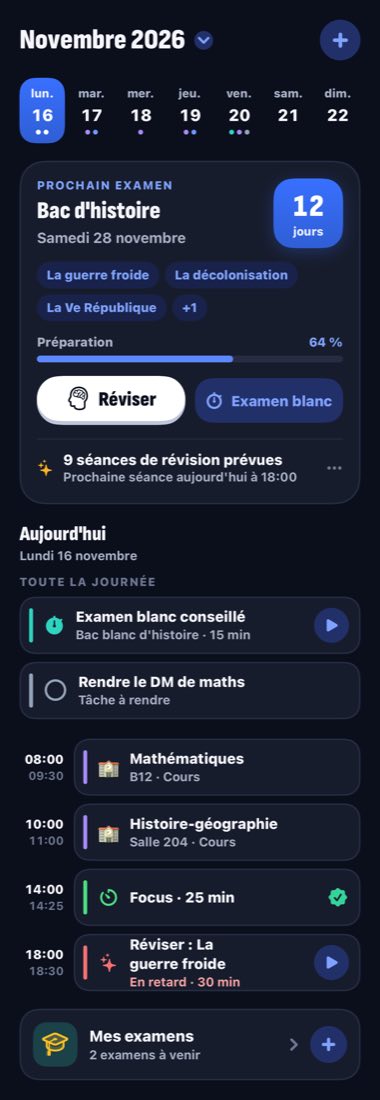 Novembre 2026
lun. mar. mer. jeu. ven. sam. dim.
16 17 18 19 20 21 22
PROCHAIN EXAMEN
Bac d'histoire
Samedi 28 novembre
12
jours
La guerre froide
La décolonisation
La Ve République
+1
Préparation
64 %
Réviser
Examen blanc
9 séances de révision prévues
Prochaine séance aujourd'hui à 18:00
Aujourd'hui
Lundi 16 novembre
TOUTE LA JOURNÉE
Examen blanc conseillé
Bac blanc d'histoire · 15 min
Rendre le DM de maths
Tâche à rendre
08:00
09:30
Mathématiques
B12 · Cours
10:00
11:00
Histoire-géographie
Salle 204 · Cours
14:00
14:25
Focus · 25 min
18:00
18:30
Réviser : La
guerre froide
En retard · 30 min
Mes examens
2 examens à venir